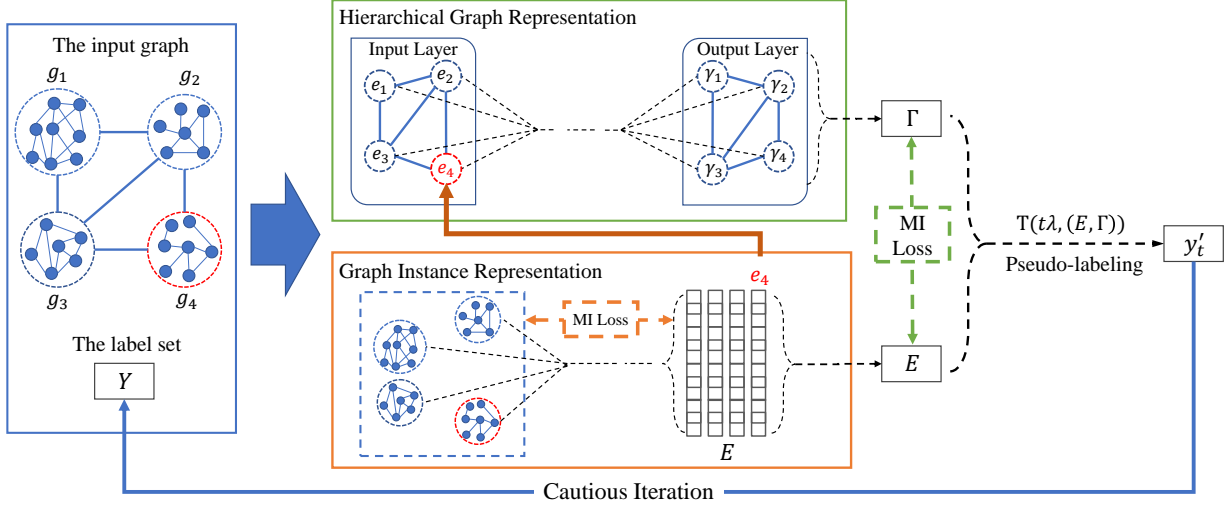 The input graph
g₁
g₂
g₃
g₄
The label set
Y
Hierarchical Graph Representation
Input Layer
e₁
e₂
e₃
e₄
Output Layer
γ₁
γ₂
γ₃
γ₄
Graph Instance Representation
MI Loss
e₄
E
Γ
MI
Loss
E
T(tλ, (E, Γ))
Pseudo-labeling
y′ₜ
Cautious Iteration